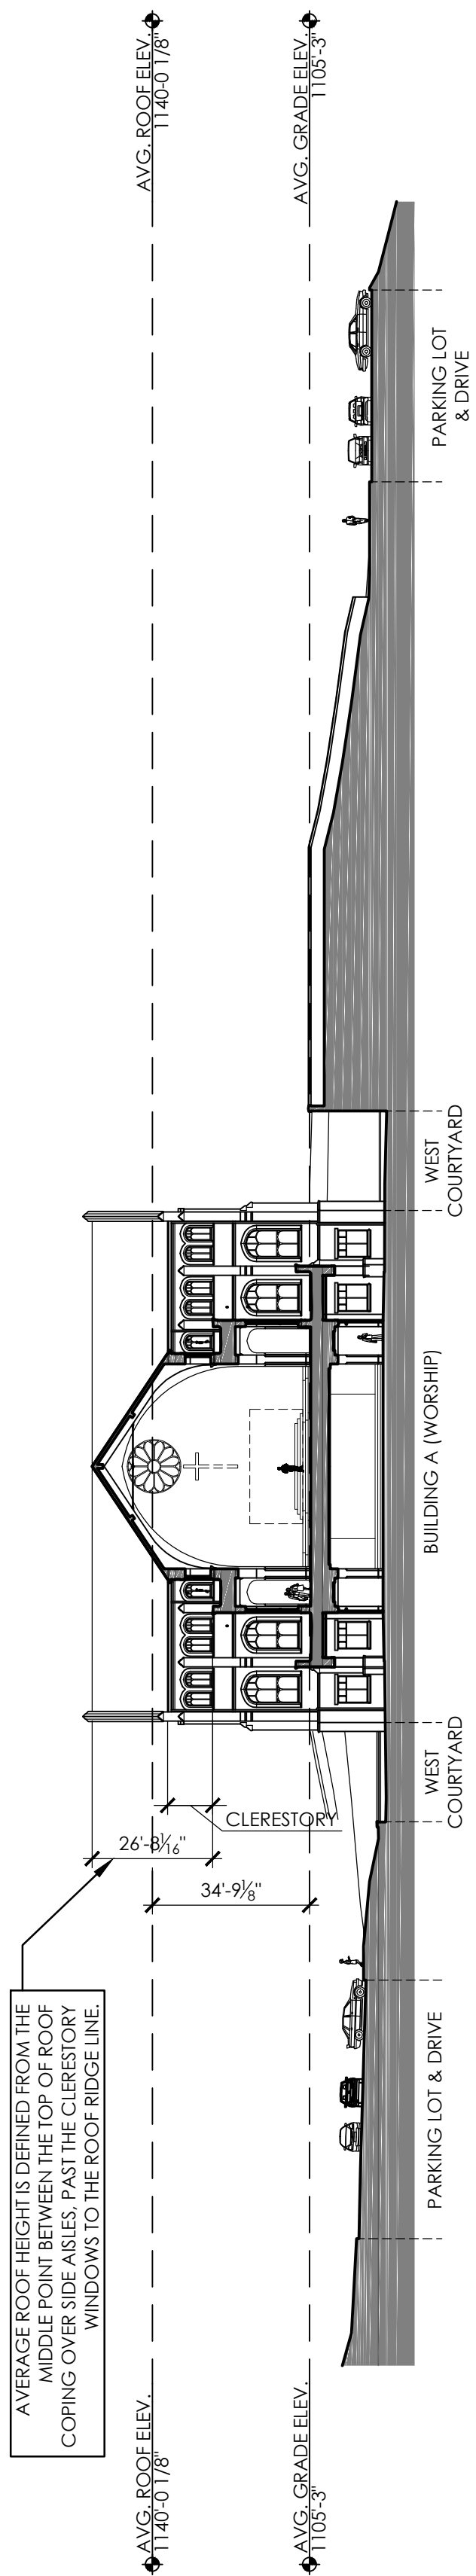 AVERAGE ROOF HEIGHT IS DEFINED FROM THE
MIDDLE POINT BETWEEN THE TOP OF ROOF
COPING OVER SIDE AISLES, PAST THE CLERESTORY
WINDOWS TO THE ROOF RIDGE LINE.
AVG. ROOF ELEV.
1140'-0 1/8"
AVG. GRADE ELEV.
1105'-3"
26'-8 1/16"
34'-9 1/8"
CLERESTORY
PARKING LOT & DRIVE
WEST
COURTYARD
BUILDING A (WORSHIP)
WEST
COURTYARD
PARKING LOT
& DRIVE
AVG. ROOF ELEV.
1140-0 1/8"
AVG. GRADE ELEV.
1105'-3"